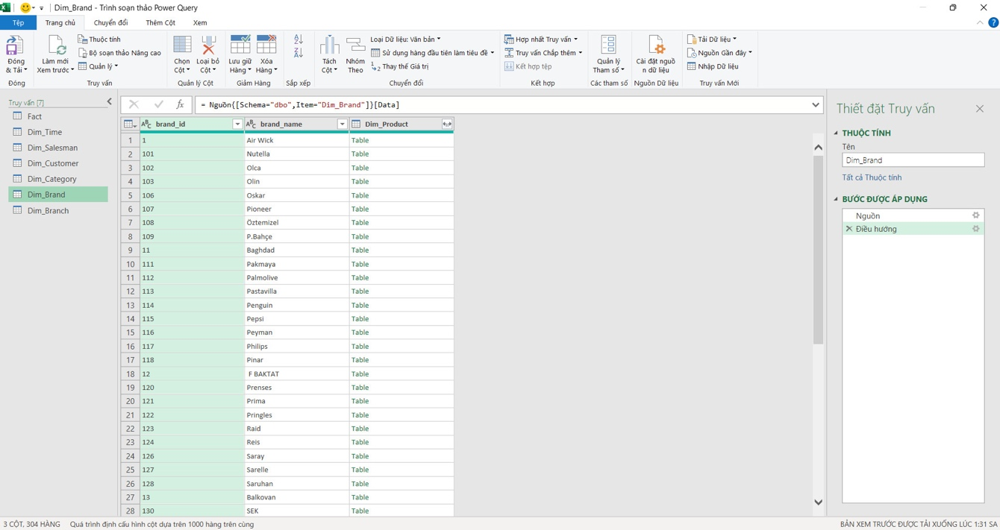 Dim_Brand - Trình soạn thảo Power Query
Tệp Trang chủ Chuyển đổi Thêm Cột Xem
Đóng & Tải
Đóng
Làm mới Xem trước
Thuộc tính
Bộ soạn thảo Nâng cao
Quản lý
Truy vấn
Chọn Cột
Loại bỏ Cột
Quản lý Cột
Lưu giữ Hàng
Xóa Hàng
Giảm Hàng
Sắp xếp
Tách Cột
Nhóm Theo
Loại Dữ liệu: Văn bản
Sử dụng hàng đầu tiên làm tiêu đề
Thay thế Giá trị
Chuyển đổi
Hợp nhất Truy vấn
Truy vấn Chắp thêm
Kết hợp tệp
Kết hợp
Quản lý Tham số
Các tham số
Cài đặt nguồ n dữ liệu
Nguồn Dữ liệu
Tải Dữ liệu
Nguồn Gần đây
Nhập Dữ liệu
Truy vấn Mới
Truy vấn [7]
Fact
Dim_Time
Dim_Salesman
Dim_Customer
Dim_Category
Dim_Brand
Dim_Branch
fx = Nguồn{[Schema="dbo",Item="Dim_Brand"]}[Data]
brand_id brand_name Dim_Product
1 1 Air Wick Table
2 101 Nutella Table
3 102 Olca Table
4 103 Olin Table
5 106 Oskar Table
6 107 Pioneer Table
7 108 Öztemizel Table
8 109 P.Bahçe Table
9 11 Baghdad Table
10 111 Pakmaya Table
11 112 Palmolive Table
12 113 Pastavilla Table
13 114 Penguin Table
14 115 Pepsi Table
15 116 Peyman Table
16 117 Philips Table
17 118 Pinar Table
18 12 F BAKTAT Table
19 120 Prenses Table
20 121 Prima Table
21 122 Pringles Table
22 123 Raid Table
23 124 Reis Table
24 126 Saray Table
25 127 Sarelle Table
26 128 Saruhan Table
27 13 Balkovan Table
28 130 SEK Table
Thiết đặt Truy vấn
THUỘC TÍNH
Tên
Dim_Brand
Tất cả Thuộc tính
BƯỚC ĐƯỢC ÁP DỤNG
Nguồn
Điều hướng
3 CỘT, 304 HÀNG Quá trình định cấu hình cột dựa trên 1000 hàng trên cùng
BẢN XEM TRƯỚC ĐƯỢC TẢI XUỐNG LÚC 1:31 SA